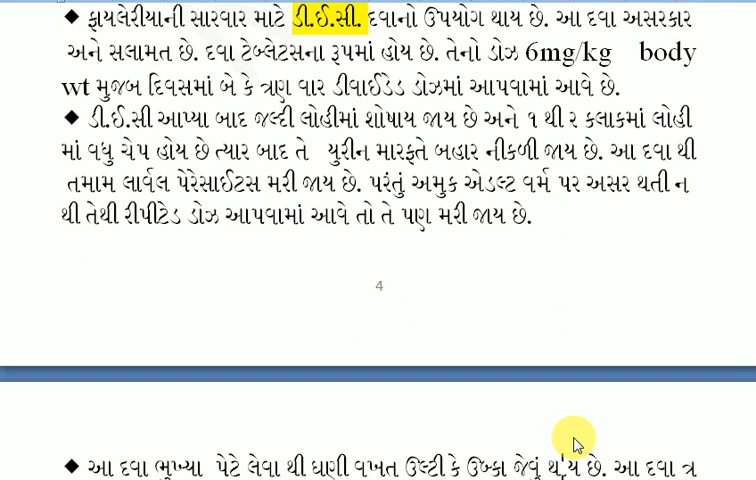 ◆ ફાયલેરીયાની સારવાર માટે ડી.ઈ.સી. દવાનો ઉપયોગ થાય છે. આ દવા અસરકાર
અને સલામત છે. દવા ટેબ્લેટસના રૂપમાં હોય છે. તેનો ડોઝ 6mg/kg body
wt મુજબ દિવસમાં બે કે ત્રણ વાર ડીવાઈડેડ ડોઝમાં આપવામાં આવે છે.
◆ ડી.ઈ.સી આપ્યા બાદ જલ્દી લોહીમાં શોષાય જાય છે અને ૧ થી ૨ કલાકમાં લોહી
માં વધુ ચેપ હોય છે ત્યાર બાદ તે યુરીન મારફતે બહાર નીકળી જાય છે. આ દવા થી
તમામ લાર્વલ પેરેસાઈટસ મરી જાય છે. પરંતું અમુક એડલ્ટ વર્મ પર અસર થતી ન
થી તેથી રીપીટેડ ડોઝ આપવામાં આવે તો તે પણ મરી જાય છે.
4
◆ આ દવા ભુખ્યા પેટે લેવા થી ઘણી વખત ઉલ્ટી કે ઉબ્કા જેવું થાય છે. આ દવા ત્ર